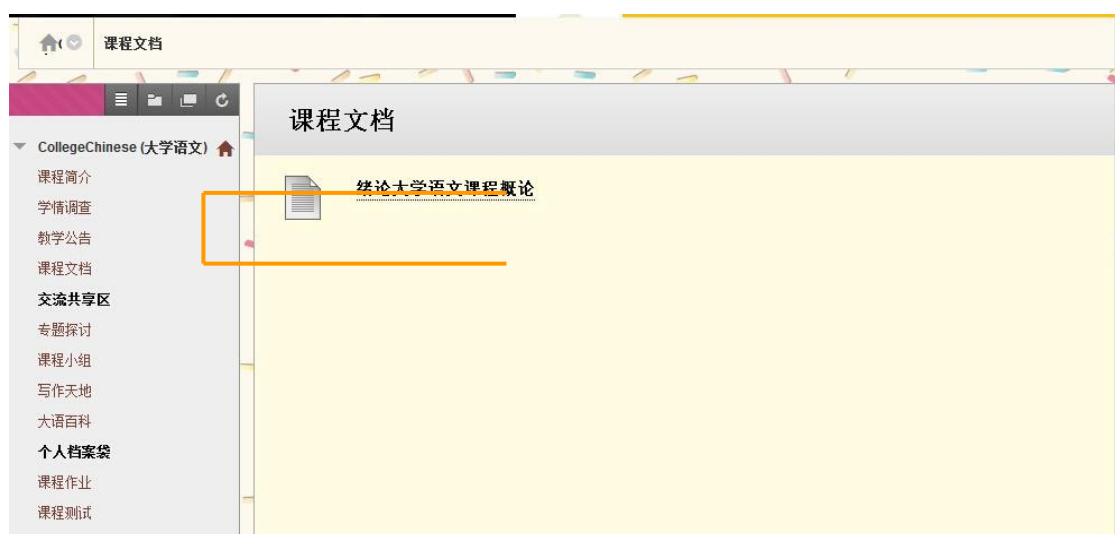 课程文档
CollegeChinese (大学语文)
课程简介
学情调查
教学公告
课程文档
交流共享区
专题探讨
课程小组
写作天地
大语百科
个人档案袋
课程作业
课程测试
课程文档
绪论大学语文课程概论